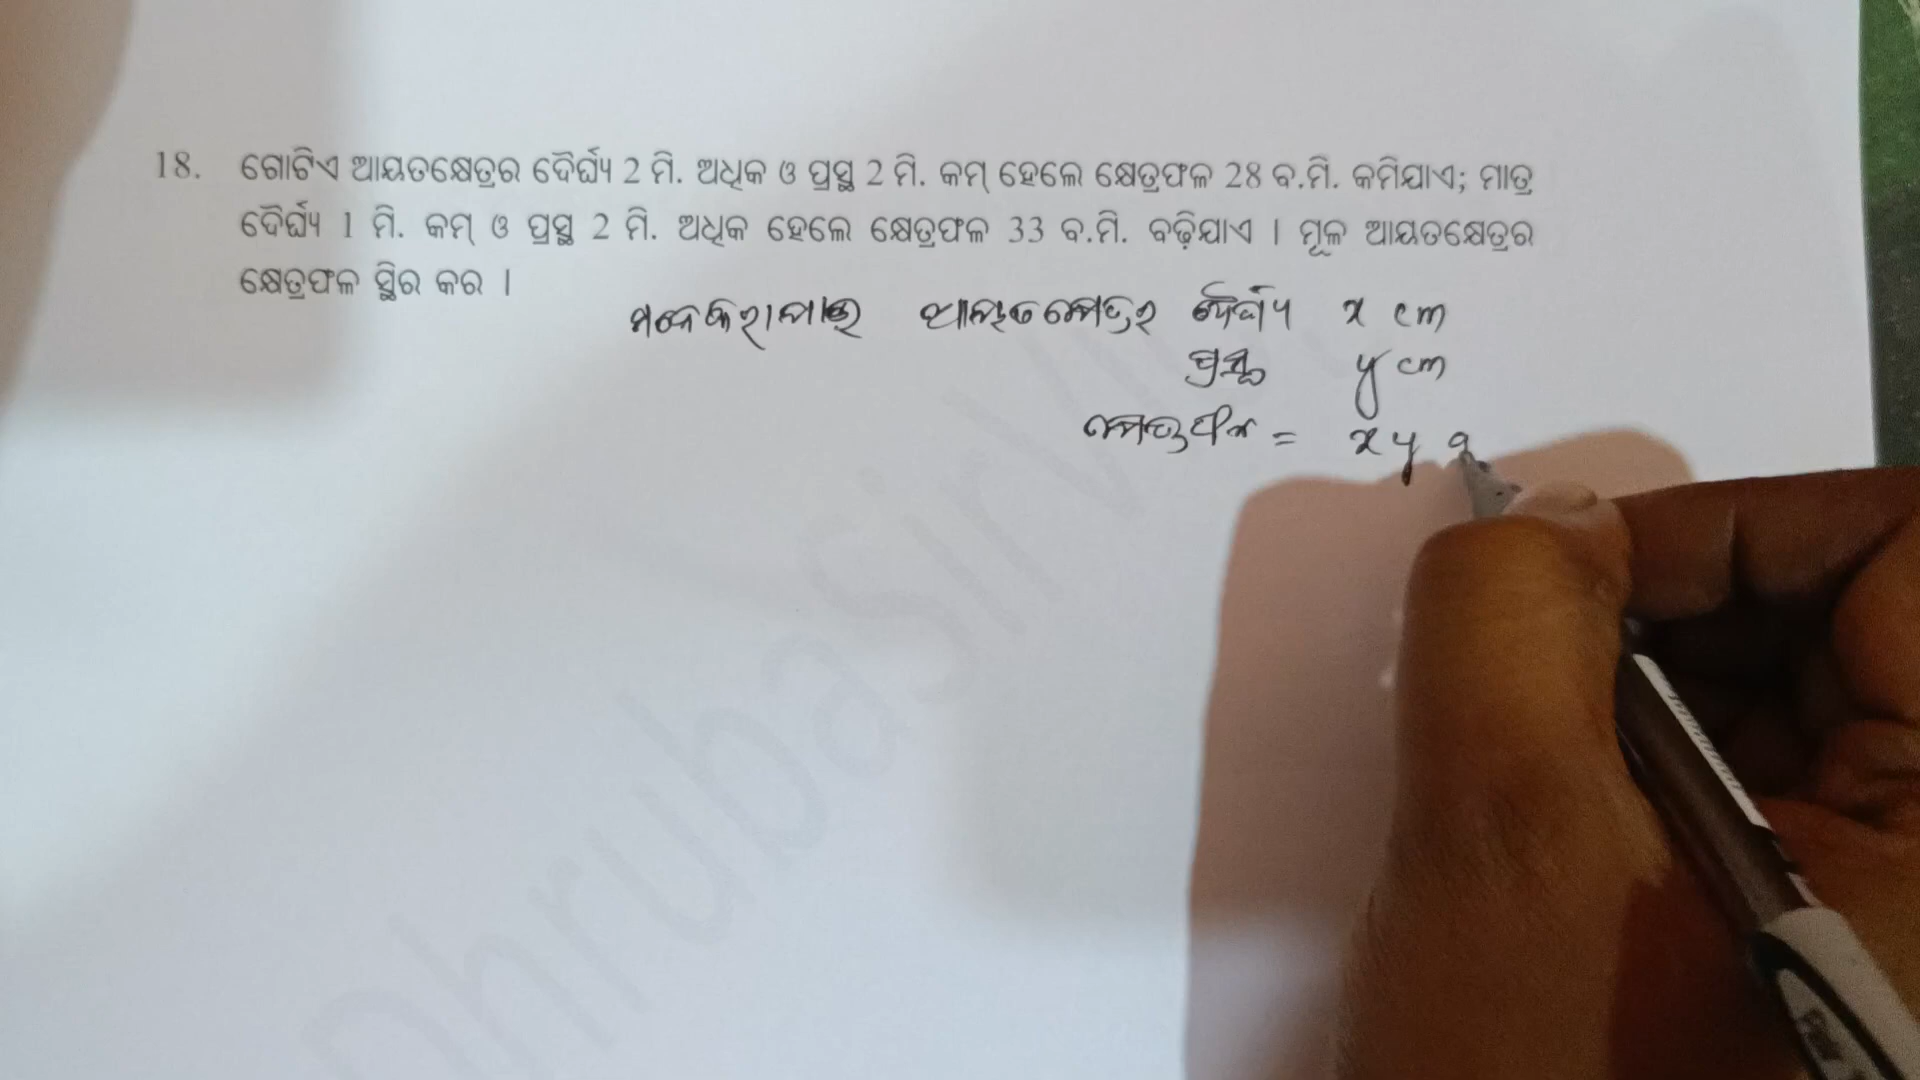 18. ଗୋଟିଏ ଆୟତକ୍ଷେତ୍ରର ଦୈର୍ଘ୍ୟ 2 ମି. ଅଧିକ ଓ ପ୍ରସ୍ଥ 2 ମି. କମ୍ ହେଲେ କ୍ଷେତ୍ରଫଳ 28 ବ.ମି. କମିଯାଏ; ମାତ୍ର
ଦୈର୍ଘ୍ୟ 1 ମି. କମ୍ ଓ ପ୍ରସ୍ଥ 2 ମି. ଅଧିକ ହେଲେ କ୍ଷେତ୍ରଫଳ 33 ବ.ମି. ବଢ଼ିଯାଏ । ମୂଳ ଆୟତକ୍ଷେତ୍ରର
କ୍ଷେତ୍ରଫଳ ସ୍ଥିର କର ।
ମନେକରାଯାଉ ଆୟତକ୍ଷେତ୍ରର ଦୈର୍ଘ୍ୟ x cm
ପ୍ରସ୍ଥ y cm
କ୍ଷେତ୍ରଫଳ = xy